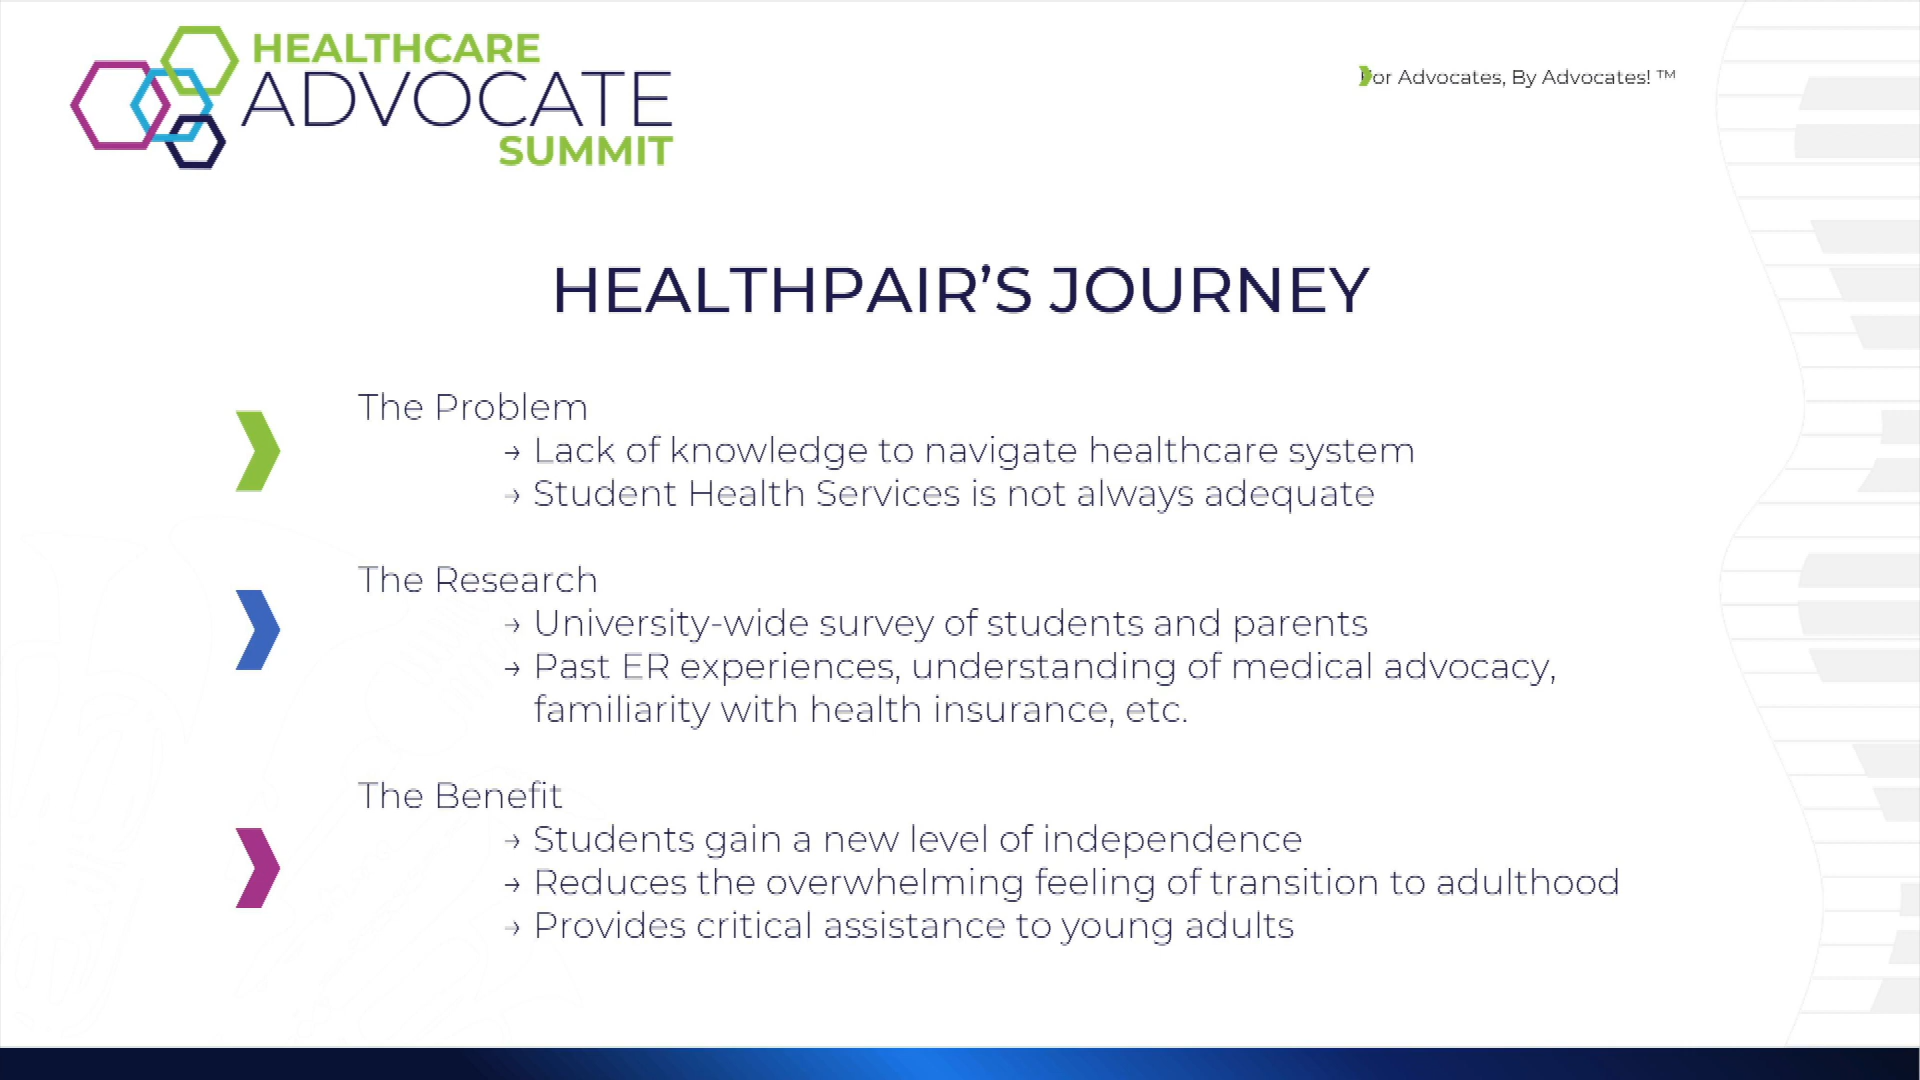 HEALTHCARE
ADVOCATE
SUMMIT
For Advocates, By Advocates! ™
HEALTHPAIR’S JOURNEY
The Problem
→ Lack of knowledge to navigate healthcare system
→ Student Health Services is not always adequate
The Research
→ University-wide survey of students and parents
→ Past ER experiences, understanding of medical advocacy,
familiarity with health insurance, etc.
The Benefit
→ Students gain a new level of independence
→ Reduces the overwhelming feeling of transition to adulthood
→ Provides critical assistance to young adults